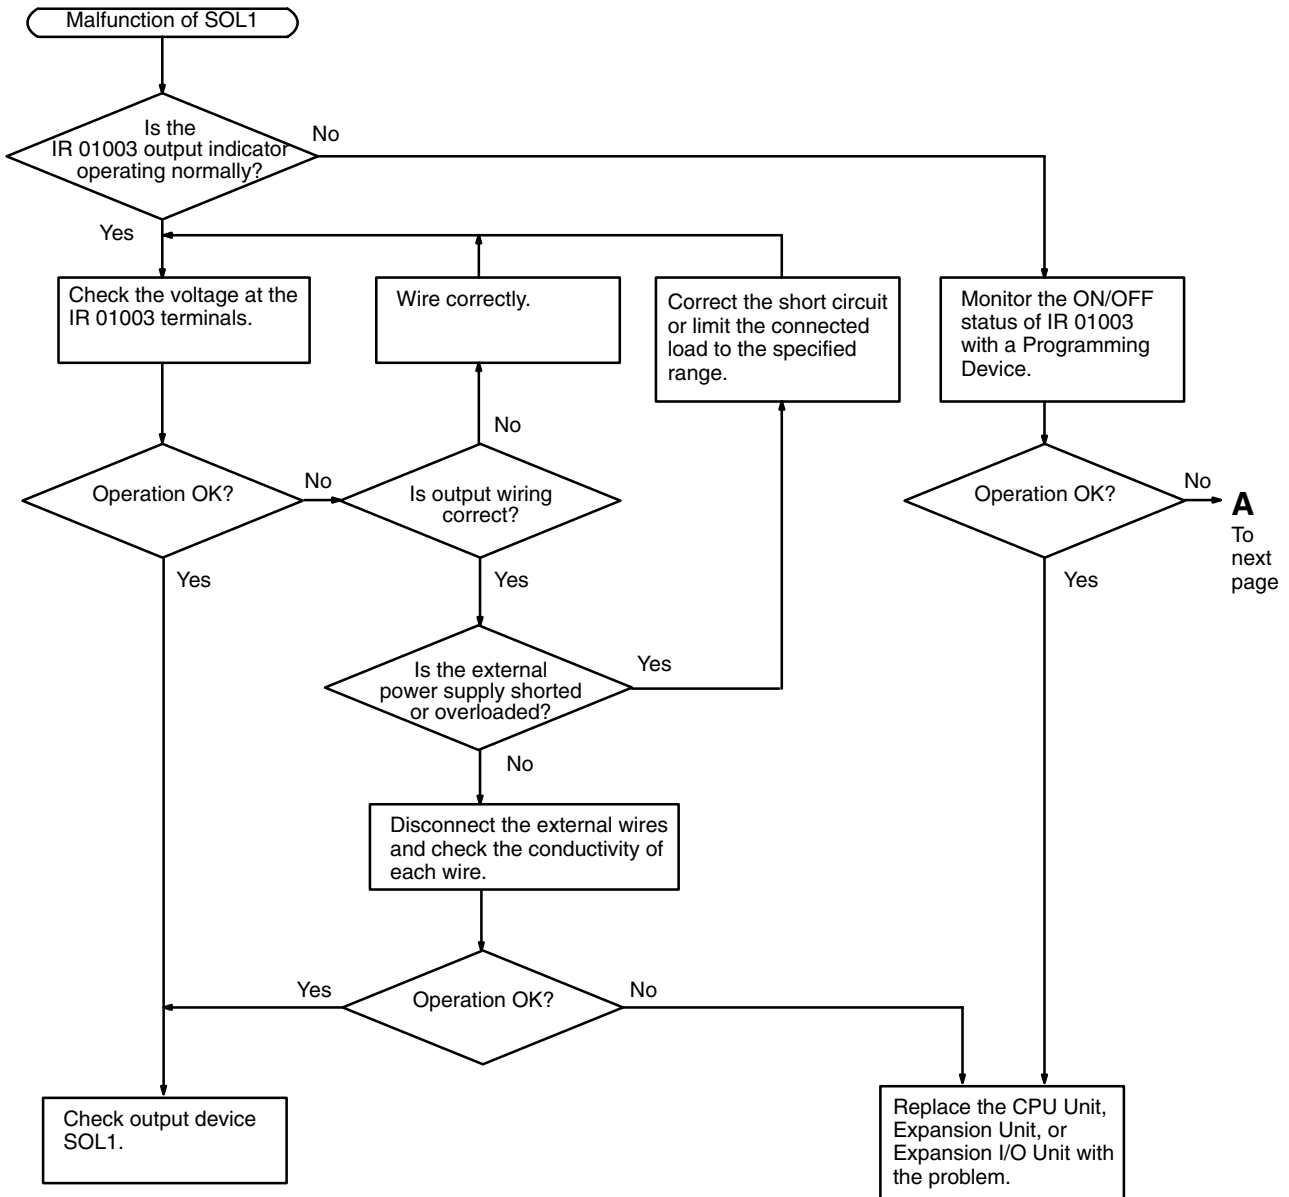 Malfunction of SOL1
Is the
IR 01003 output indicator
operating normally?
No
Yes
Check the voltage at the
IR 01003 terminals.
Wire correctly.
Correct the short circuit
or limit the connected
load to the specified
range.
Monitor the ON/OFF
status of IR 01003
with a Programming
Device.
No
Operation OK?
No
Is output wiring
correct?
Operation OK?
No
A
To
next
page
Yes
Yes
Yes
Is the external
power supply shorted
or overloaded?
Yes
No
Disconnect the external wires
and check the conductivity of
each wire.
Yes
Operation OK?
No
Check output device
SOL1.
Replace the CPU Unit,
Expansion Unit, or
Expansion I/O Unit with
the problem.